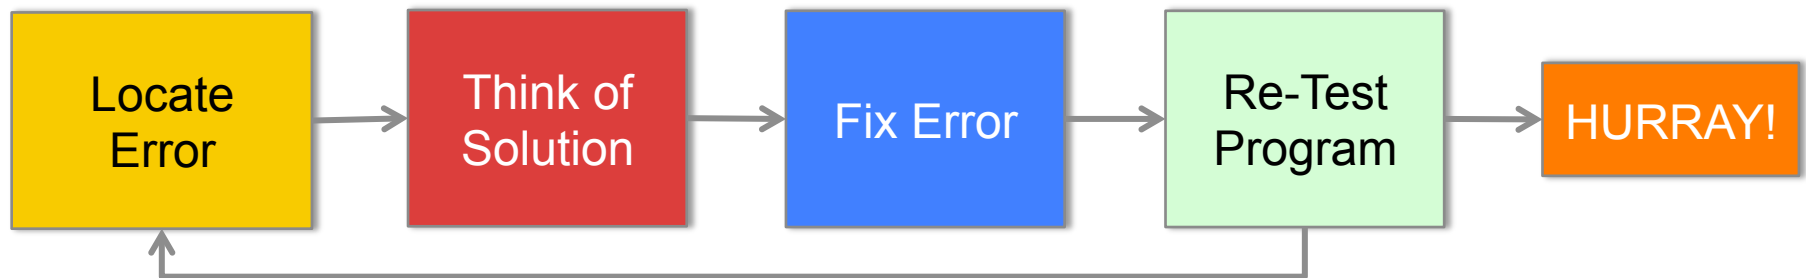 Locate
Error
Think of
Solution
Fix Error
Re-Test
Program
HURRAY!